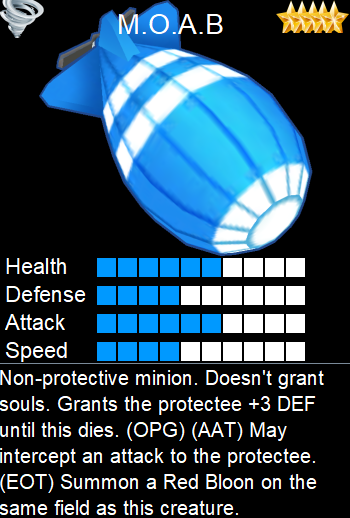 M.O.A.B
Health
Defense
Attack
Speed
Non-protective minion. Doesn't grant
souls. Grants the protectee +3 DEF
until this dies. (OPG) (AAT) May
intercept an attack to the protectee.
(EOT) Summon a Red Bloon on the
same field as this creature.